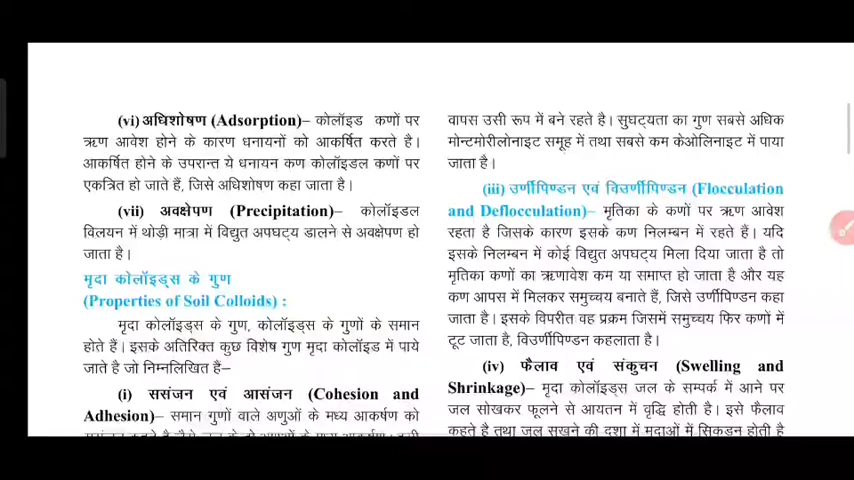 (vi) अधिशोषण (Adsorption)– कोलॉइड कणों पर
ऋण आवेश होने के कारण धनायनों को आकर्षित करते है।
आकर्षित होने के उपरान्त ये धनायन कण कोलॉइडल कणों पर
एकत्रित हो जाते हैं, जिसे अधिशोषण कहा जाता है।
(vii) अवक्षेपण (Precipitation)– कोलॉइडल
विलयन में थोड़ी मात्रा में विद्युत अपघट्य डालने से अवक्षेपण हो
जाता है।
मृदा कोलॉइड्स के गुण
(Properties of Soil Colloids) :
मृदा कोलॉइड्स के गुण, कोलॉइड्स के गुणों के समान
होते हैं। इसके अतिरिक्त कुछ विशेष गुण मृदा कोलॉइड में पाये
जाते है जो निम्नलिखित हैं–
(i) ससंजन एवं आसंजन (Cohesion and
Adhesion)– समान गुणों वाले अणुओं के मध्य आकर्षण को
वापस उसी रूप में बने रहते है। सुघट्यता का गुण सबसे अधिक
मोन्टमोरीलोनाइट समूह में तथा सबसे कम केओलिनाइट में पाया
जाता है।
(iii) उर्णीपिण्डन एवं विउर्णीपिण्डन (Flocculation
and Deflocculation)– मृतिका के कणों पर ऋण आवेश
रहता है जिसके कारण इसके कण निलम्बन में रहते हैं। यदि
इसके निलम्बन में कोई विद्युत अपघट्य मिला दिया जाता है तो
मृतिका कणों का ऋणावेश कम या समाप्त हो जाता है और यह
कण आपस में मिलकर समुच्चय बनाते हैं, जिसे उर्णीपिण्डन कहा
जाता है। इसके विपरीत वह प्रक्रम जिसमें समुच्चय फिर कणों में
टूट जाता है, विउर्णीपिण्डन कहलाता है।
(iv) फैलाव एवं संकुचन (Swelling and
Shrinkage)– मृदा कोलॉइड्स जल के सम्पर्क में आने पर
जल सोखकर फूलने से आयतन में वृद्धि होती है। इसे फैलाव
कहते है तथा जल सूखने की दशा में मृदाओं में सिकुड़न होती है